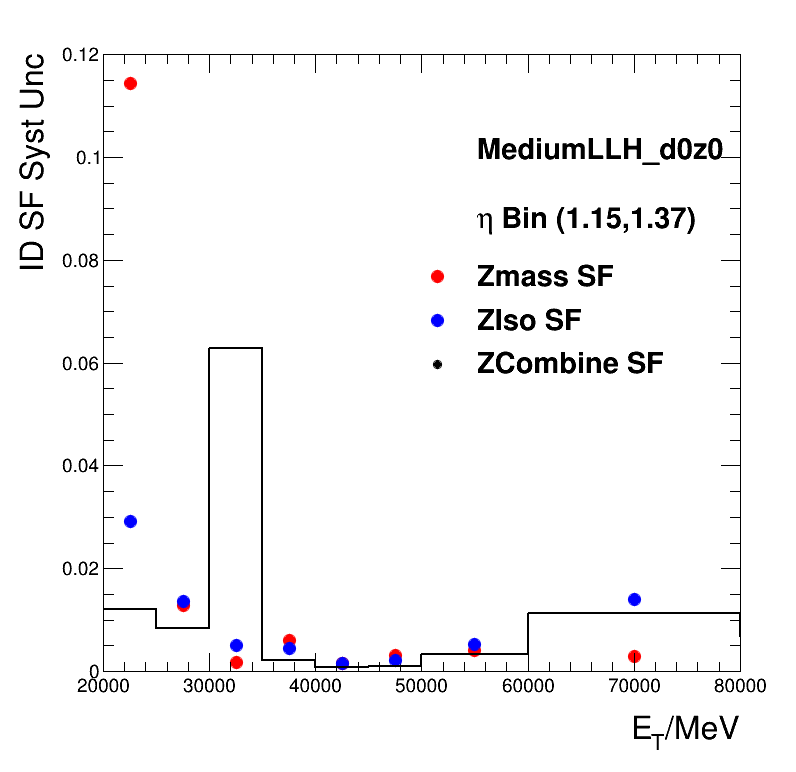 ID SF Syst Unc
0.12
0.1
0.08
0.06
0.04
0.02
0
MediumLLH_d0z0
η Bin (1.15,1.37)
Zmass SF
ZIso SF
ZCombine SF
20000 30000 40000 50000 60000 70000 80000
E_T/MeV